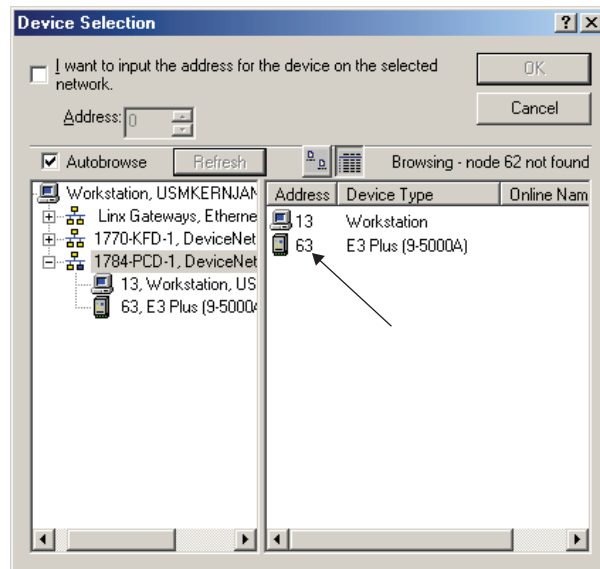 Device Selection
I want to input the address for the device on the selected
network.
OK
Address: 0
Cancel
Autobrowse
Refresh
Browsing - node 62 not found
Workstation, USMKERNJAN
Linx Gateways, Etherne
1770-KFD-1, DeviceNet
1784-PCD-1, DeviceNet
13, Workstation, US
63, E3 Plus (9-5000A
Address Device Type Online Nam
13 Workstation
63 E3 Plus (9-5000A)